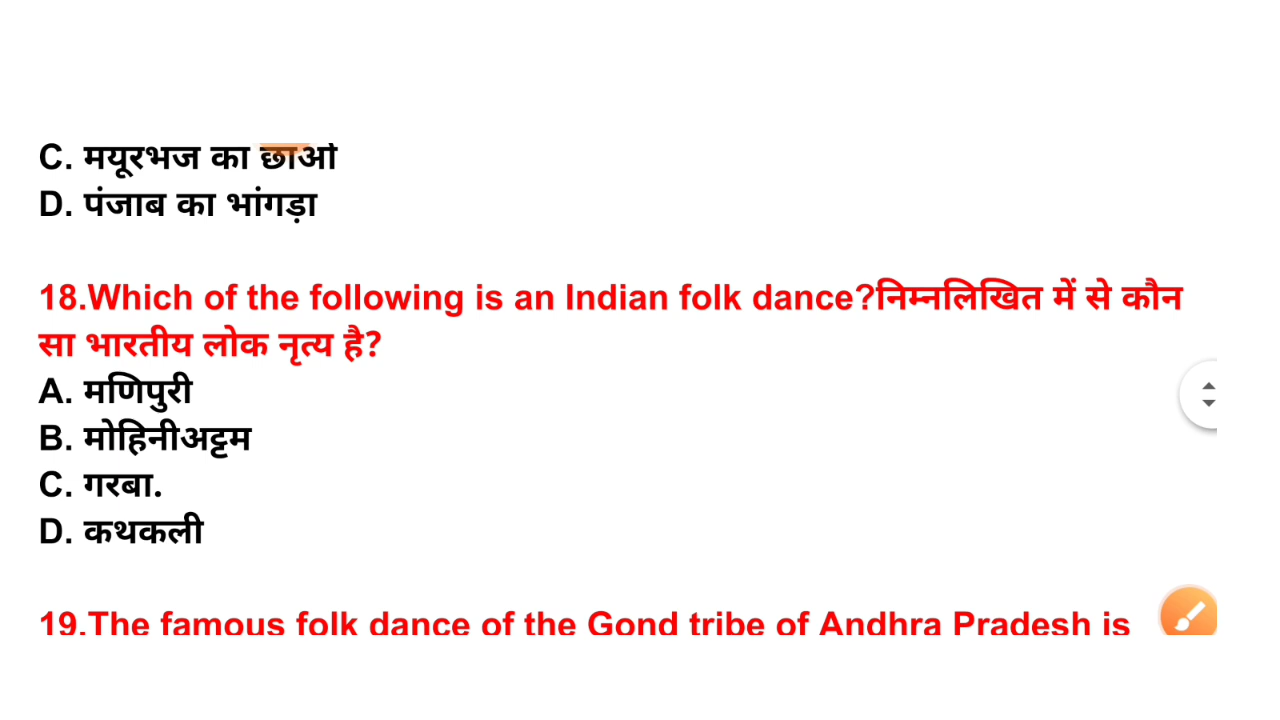 C. मयूरभज का छाओ
D. पंजाब का भांगड़ा
18.Which of the following is an Indian folk dance?निम्नलिखित में से कौन
सा भारतीय लोक नृत्य है?
A. मणिपुरी
B. मोहिनीअट्टम
C. गरबा.
D. कथकली
19.The famous folk dance of the Gond tribe of Andhra Pradesh is